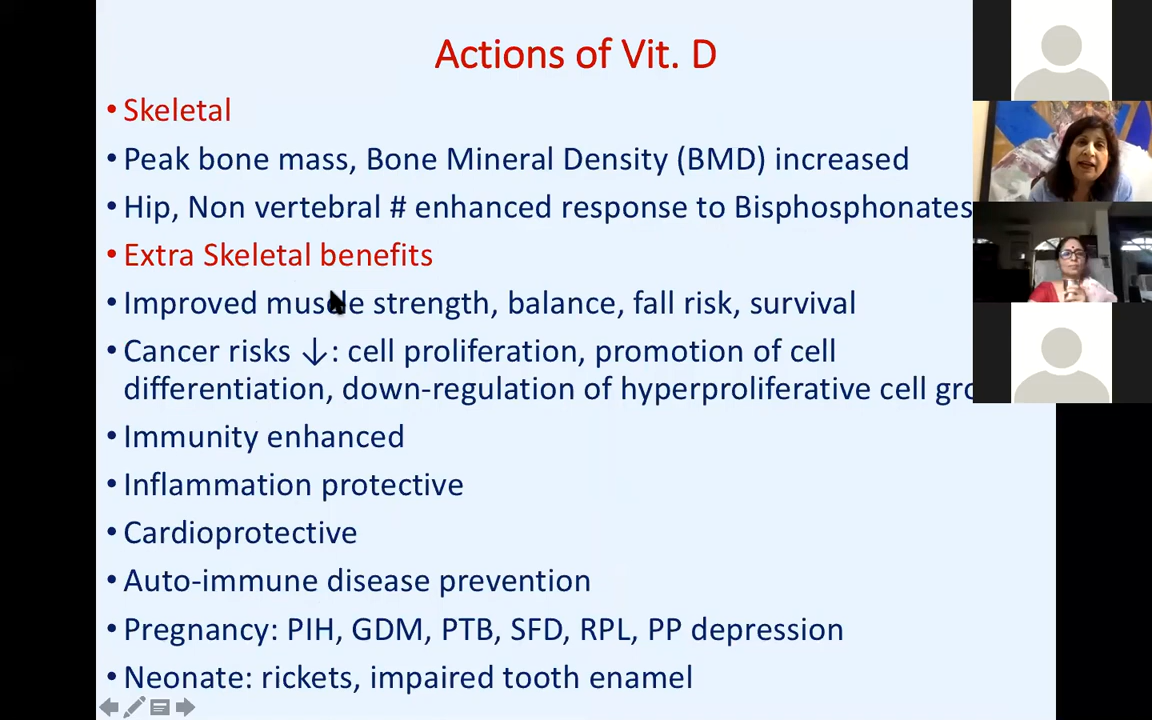 Actions of Vit. D
• Skeletal
• Peak bone mass, Bone Mineral Density (BMD) increased
• Hip, Non vertebral # enhanced response to Bisphosphonates
• Extra Skeletal benefits
• Improved muscle strength, balance, fall risk, survival
• Cancer risks ↓: cell proliferation, promotion of cell
differentiation, down-regulation of hyperproliferative cell
• Immunity enhanced
• Inflammation protective
• Cardioprotective
• Auto-immune disease prevention
• Pregnancy: PIH, GDM, PTB, SFD, RPL, PP depression
• Neonate: rickets, impaired tooth enamel